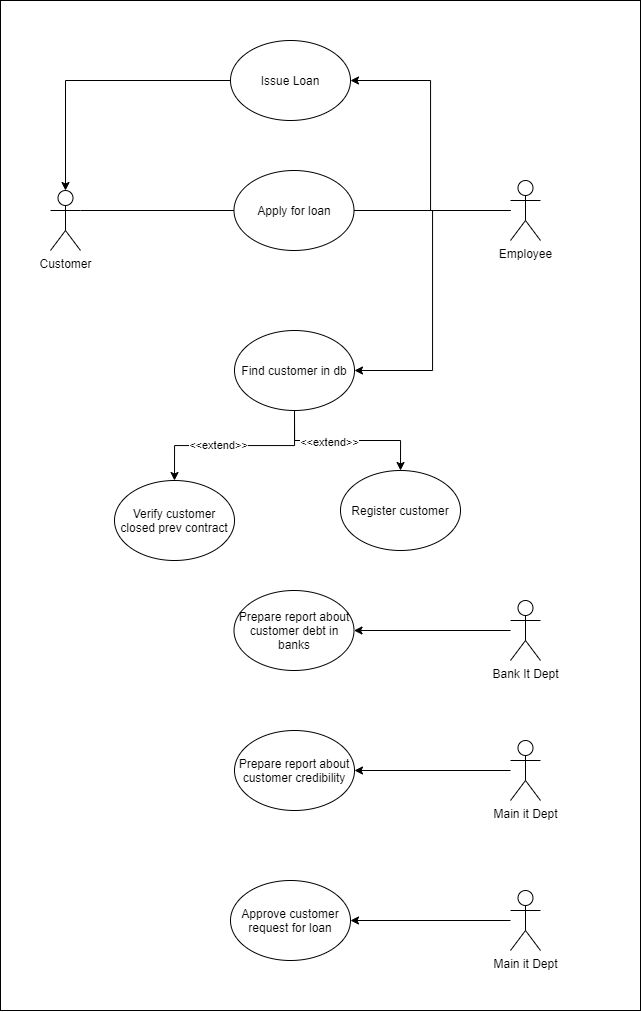 Issue Loan
Apply for loan
Customer
Employee
Find customer in db
<<extend>>
<<extend>>
Verify customer
closed prev contract
Register customer
Prepare report about
customer debt in
banks
Bank It Dept
Prepare report about
customer credibility
Main it Dept
Approve customer
request for loan
Main it Dept